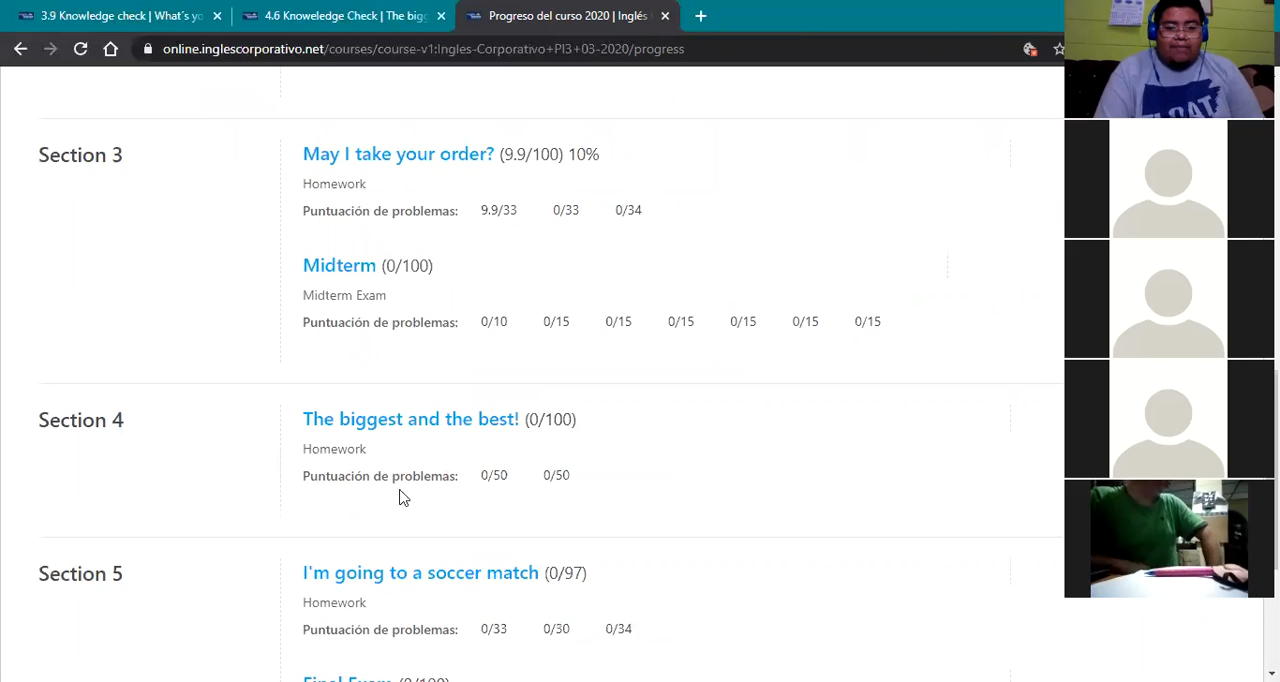 3.9 Knowledge check | What´s yo
4.6 Knoweledge Check | The big
Progreso del curso 2020 | Inglés
online.inglescorporativo.net/courses/course-v1:Ingles-Corporativo+PI3+03-2020/progress
Section 3
May I take your order? (9.9/100) 10%
Homework
Puntuación de problemas: 9.9/33 0/33 0/34
Midterm (0/100)
Midterm Exam
Puntuación de problemas: 0/10 0/15 0/15 0/15 0/15 0/15 0/15
Section 4
The biggest and the best! (0/100)
Homework
Puntuación de problemas: 0/50 0/50
Section 5
I'm going to a soccer match (0/97)
Homework
Puntuación de problemas: 0/33 0/30 0/34
Final Exam (0/100)